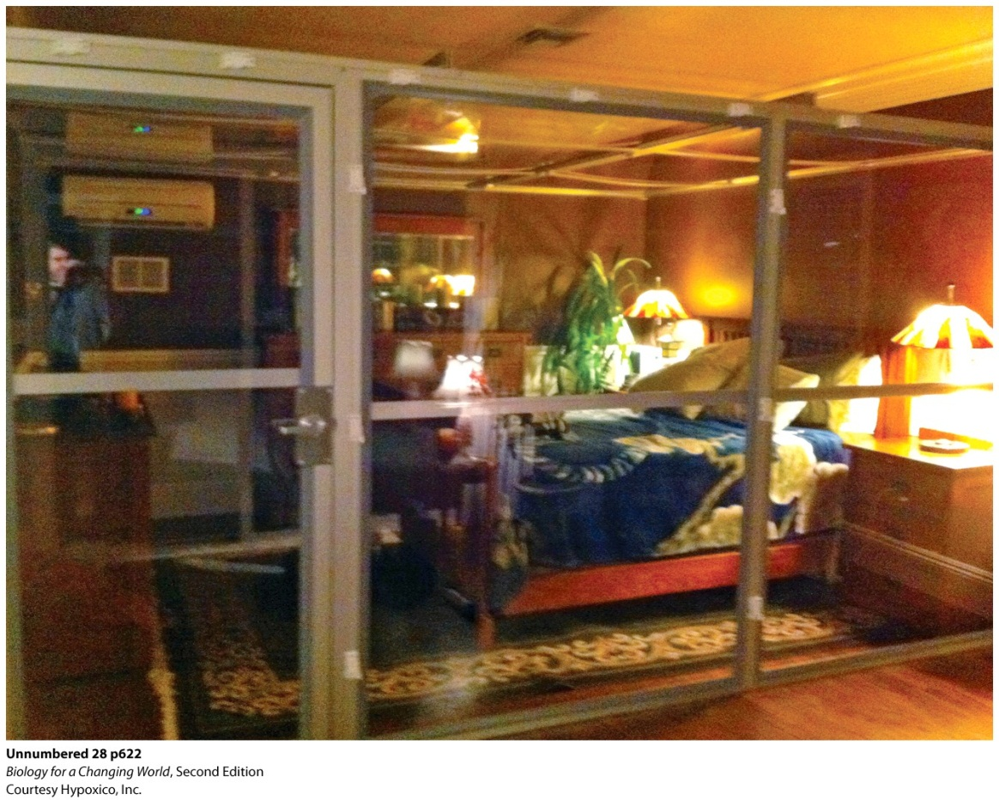 Unnumbered 28 p622
Biology for a Changing World, Second Edition
Courtesy Hypoxico, Inc.